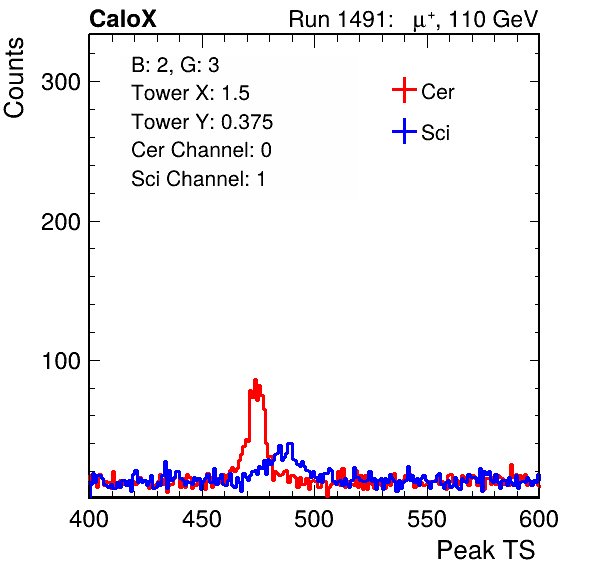 CaloX Run 1491: μ⁺, 110 GeV
Counts
B: 2, G: 3
Tower X: 1.5
Tower Y: 0.375
Cer Channel: 0
Sci Channel: 1
Cer
Sci
300
200
100
400 450 500 550 600
Peak TS